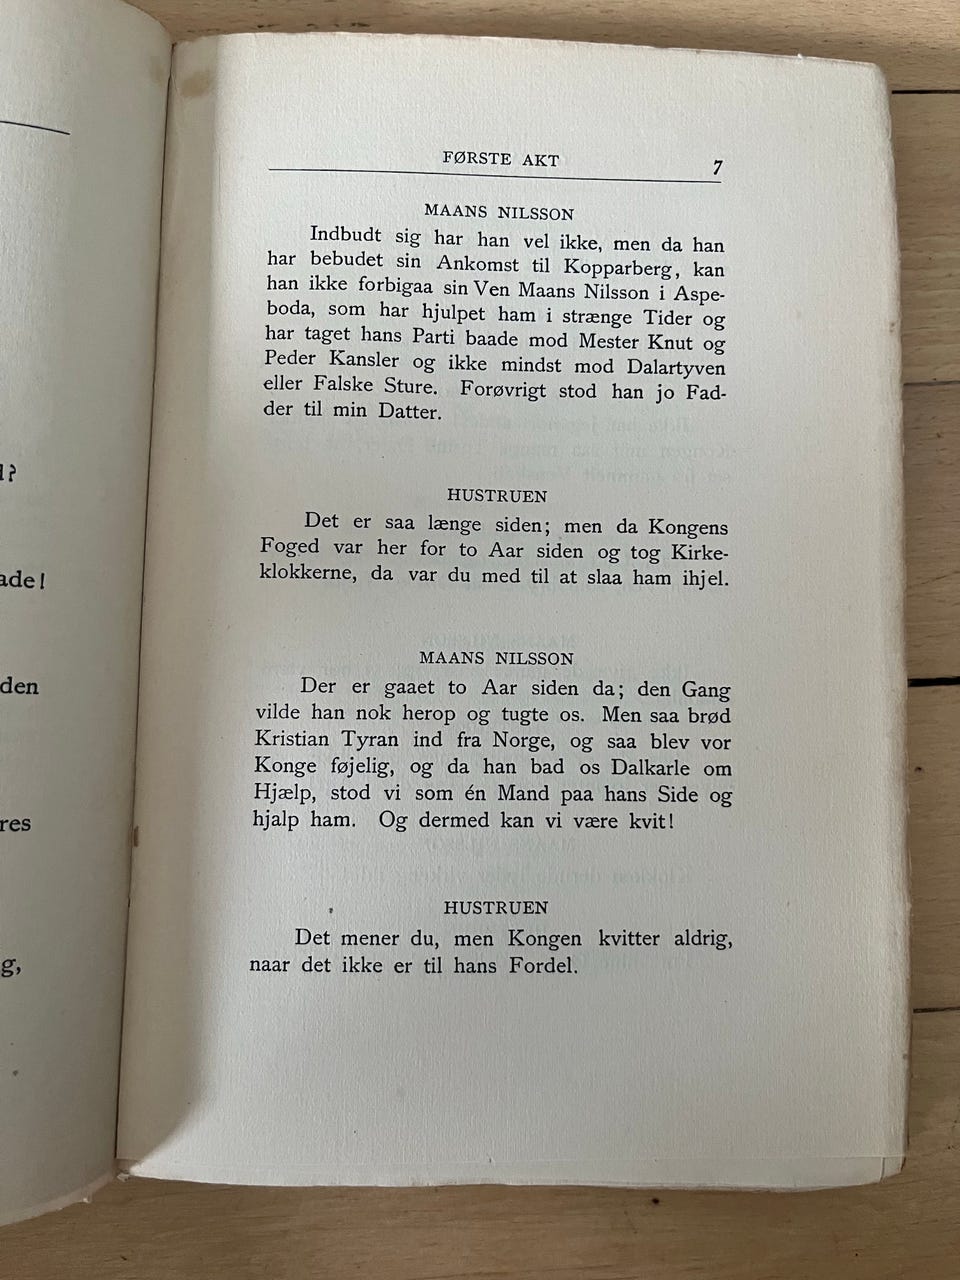 d?
ade!
den
res
g,
FØRSTE AKT 7
MAANS NILSSON
Indbudt sig har han vel ikke, men da han
har bebudet sin Ankomst til Kopparberg, kan
han ikke forbigaa sin Ven Maans Nilsson i Aspe-
boda, som har hjulpet ham i strænge Tider og
har taget hans Parti baade mod Mester Knut og
Peder Kansler og ikke mindst mod Dalartyven
eller Falske Sture. Forøvrigt stod han jo Fad-
der til min Datter.
HUSTRUEN
Det er saa længe siden; men da Kongens
Foged var her for to Aar siden og tog Kirke-
klokkerne, da var du med til at slaa ham ihjel.
MAANS NILSSON
Der er gaaet to Aar siden da; den Gang
vilde han nok herop og tugte os. Men saa brød
Kristian Tyran ind fra Norge, og saa blev vor
Konge føjelig, og da han bad os Dalkarle om
Hjælp, stod vi som én Mand paa hans Side og
hjalp ham. Og dermed kan vi være kvit!
HUSTRUEN
Det mener du, men Kongen kvitter aldrig,
naar det ikke er til hans Fordel.